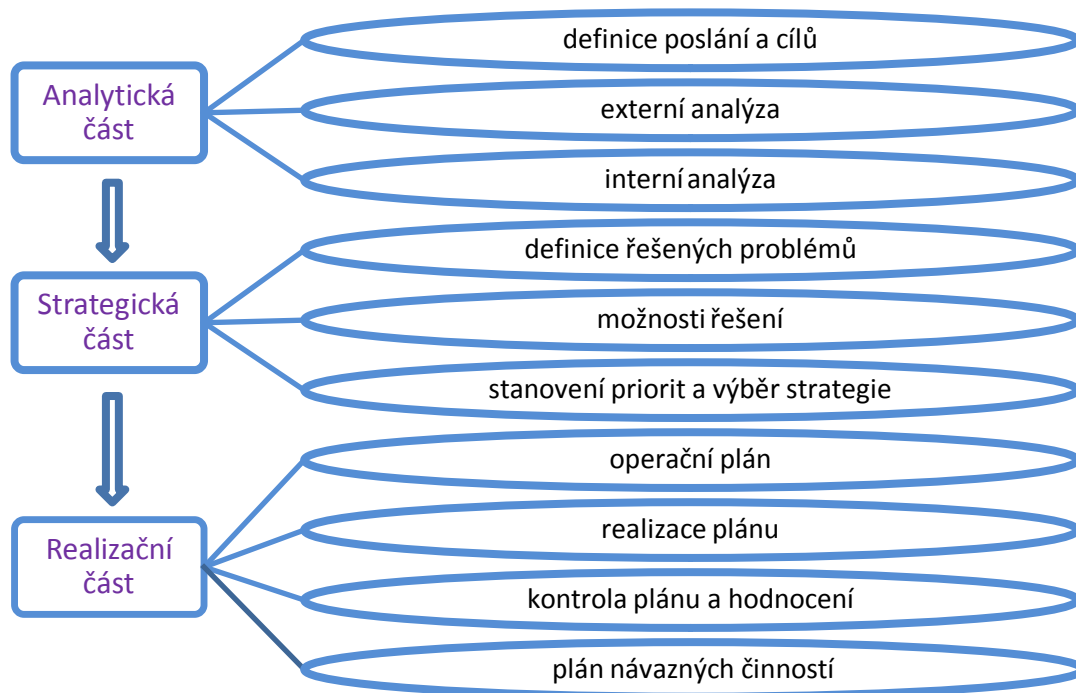 Analytická
část
definice poslání a cílů
externí analýza
interní analýza
Strategická
část
definice řešených problémů
možnosti řešení
stanovení priorit a výběr strategie
Realizační
část
operační plán
realizace plánu
kontrola plánu a hodnocení
plán návazných činností